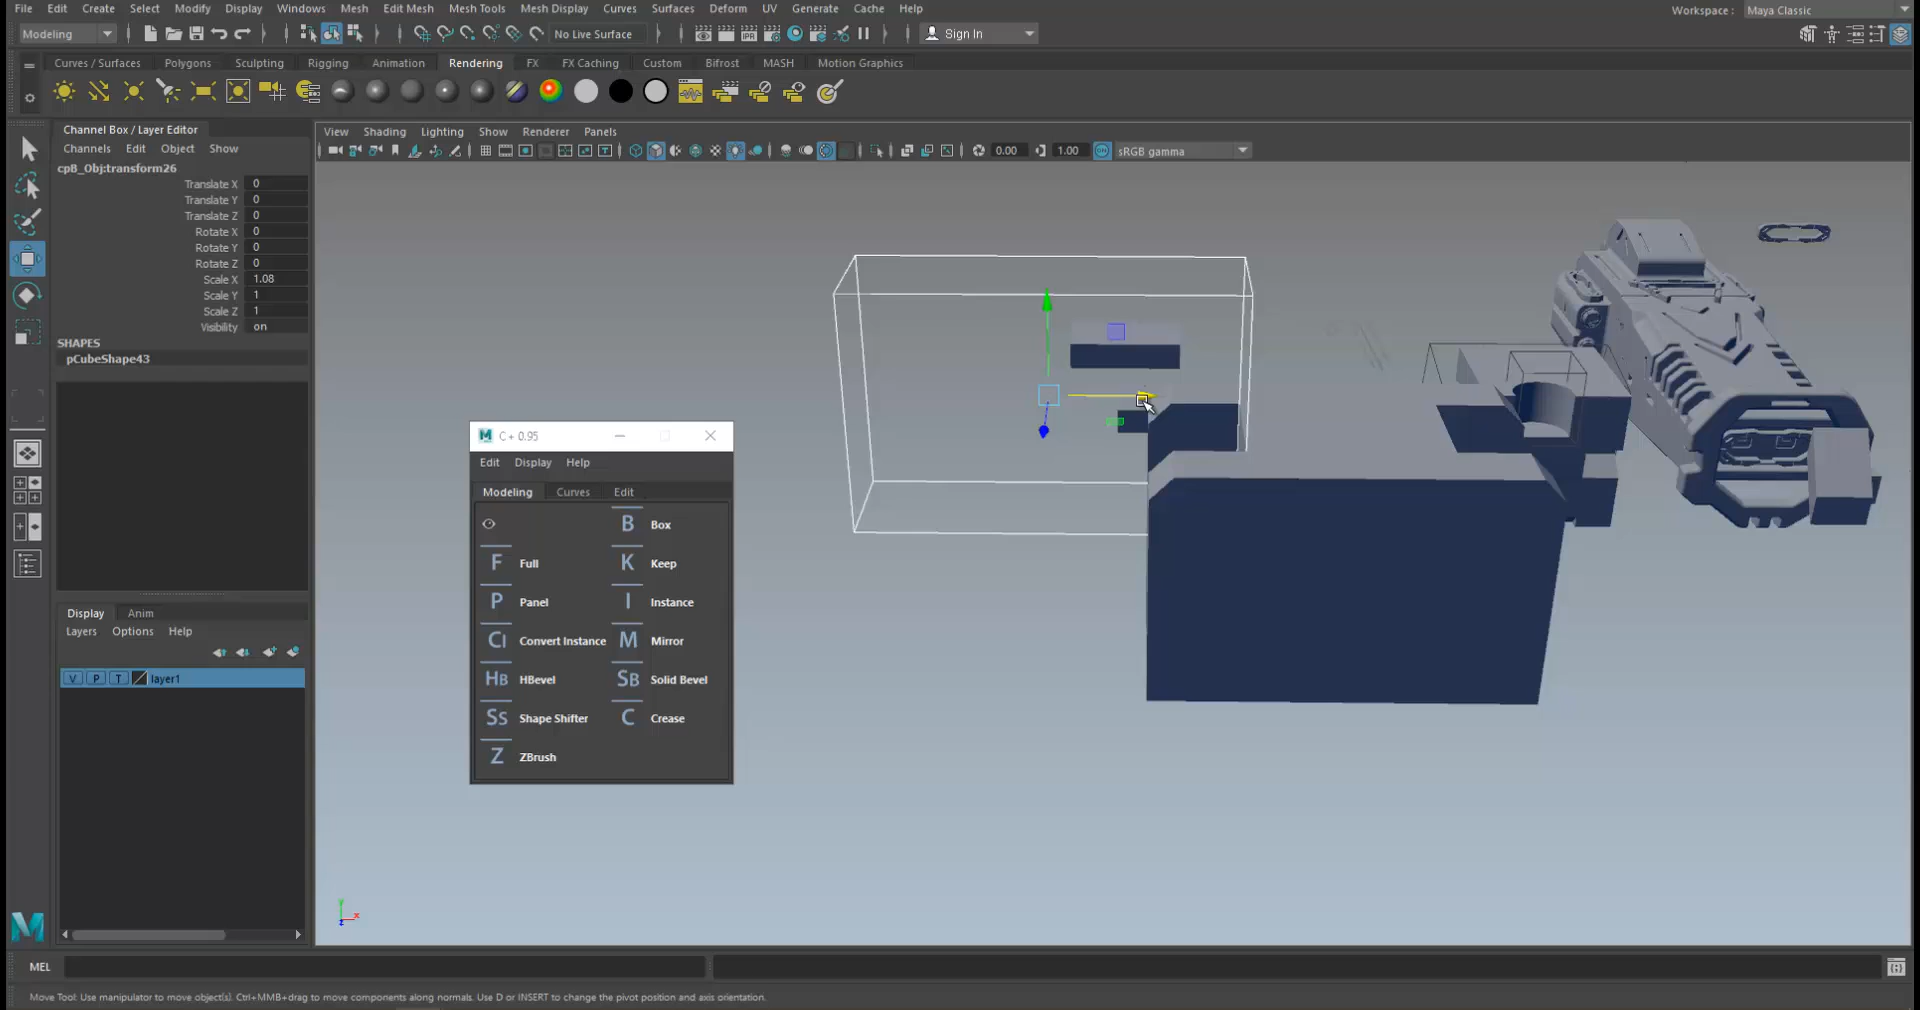 File Edit Create Select Modify Display Windows Mesh Edit Mesh Mesh Tools Mesh Display Curves Surfaces Deform UV Generate Cache Help
Workspace : Maya Classic
Modeling
No Live Surface
Sign In
Curves / Surfaces Polygons Sculpting Rigging Animation Rendering FX FX Caching Custom Bifrost MASH Motion Graphics
IPR
Channel Box / Layer Editor
Channels Edit Object Show
cpB_Obj:transform26
Translate X 0
Translate Y 0
Translate Z 0
Rotate X 0
Rotate Y 0
Rotate Z 0
Scale X 1.08
Scale Y 1
Scale Z 1
Visibility on
SHAPES
pCubeShape43
Display Anim
Layers Options Help
V P T layer1
View Shading Lighting Show Renderer Panels
0.00 1.00 ON sRGB gamma
C + 0.95
Edit Display Help
Modeling Curves Edit
B Box
F Full K Keep
P Panel I Instance
CI Convert Instance M Mirror
HB HBevel SB Solid Bevel
SS Shape Shifter C Crease
Z ZBrush
y
x
z
M
MEL
Move Tool: Use manipulator to move object(s). Ctrl+MMB+drag to move components along normals. Use D or INSERT to change the pivot position and axis orientation.